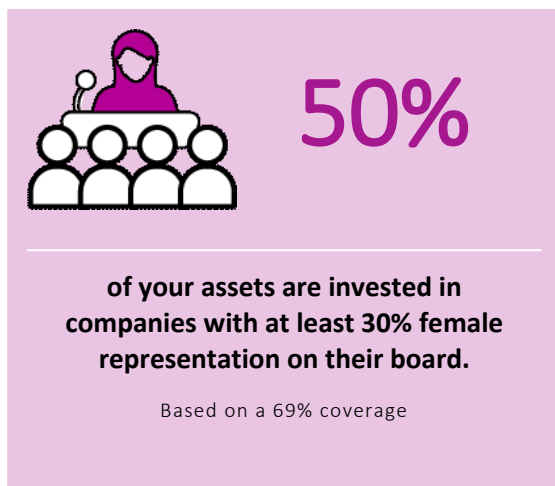 50%
of your assets are invested in
companies with at least 30% female
representation on their board.
Based on a 69% coverage